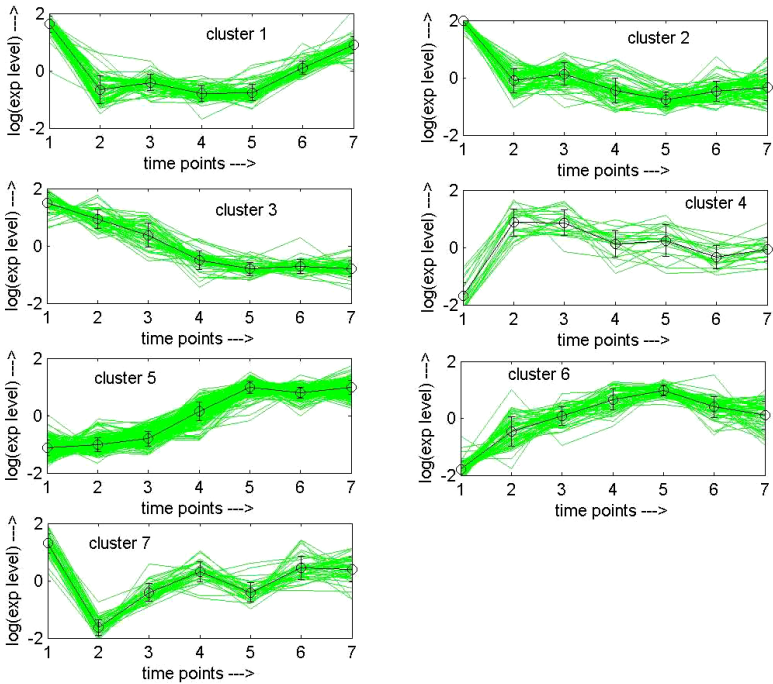 2
cluster 1
0
-2
1 2 3 4 5 6 7
log(exp level) --->
time points --->
2
cluster 2
0
-2
1 2 3 4 5 6 7
log(exp level) --->
time points --->
2
cluster 3
0
-2
1 2 3 4 5 6 7
log(exp level) --->
time points --->
2
cluster 4
0
-2
1 2 3 4 5 6 7
log(exp level) --->
time points --->
2
cluster 5
0
-2
1 2 3 4 5 6 7
log(exp level) --->
time points --->
2
cluster 6
0
-2
1 2 3 4 5 6 7
log(exp level) --->
time points --->
2
cluster 7
0
-2
1 2 3 4 5 6 7
log(exp level) --->
time points --->